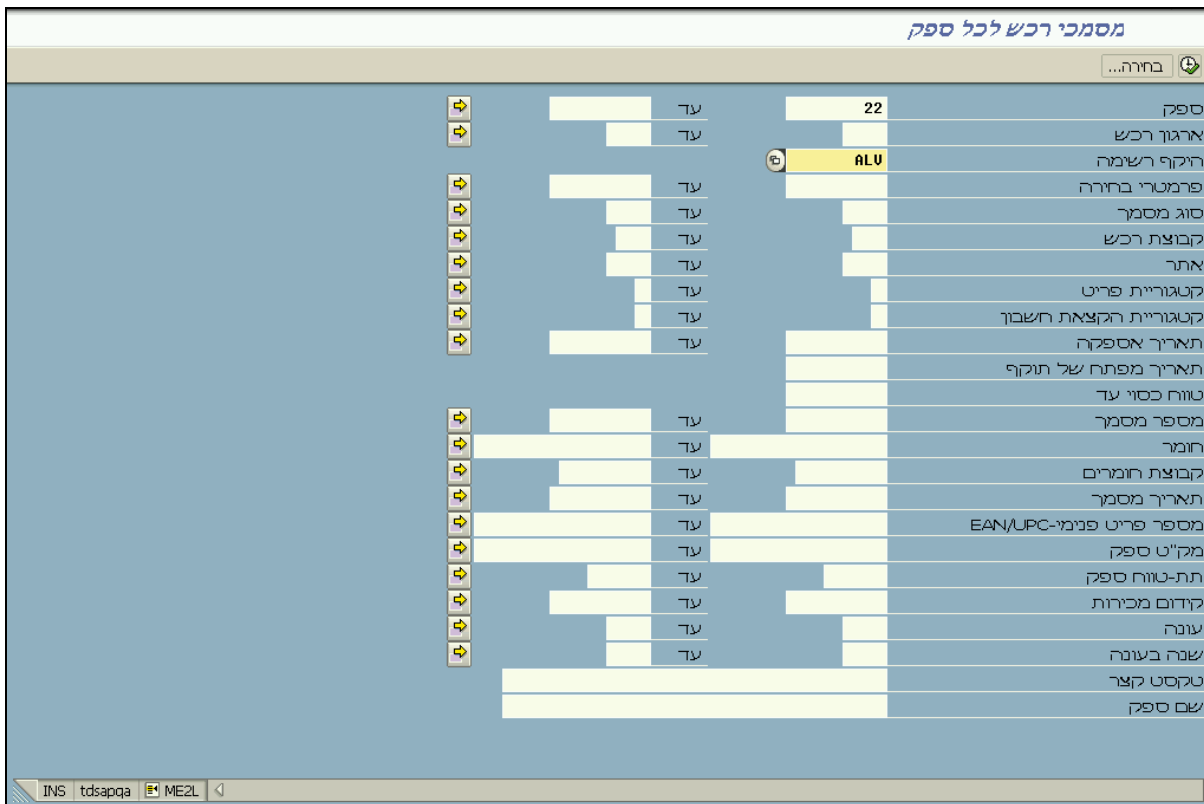 מסמכי רכש לכל ספק
בחירה...
ספק 22 עד
ארגון רכש עד
היקף רשימה ALV
פרמטרי בחירה עד
סוג מסמך עד
קבוצת רכש עד
אתר עד
קטגוריית פריט עד
קטגוריית הקצאת חשבון עד
תאריך אספקה עד
תאריך מפתח של תוקף
טווח כסוי עד
מספר מסמך עד
חומר עד
קבוצת חומרים עד
תאריך מסמך עד
מספר פריט פנימי-EAN/UPC עד
מק"ט ספק עד
תת-טווח ספק עד
קידום מכירות עד
עונה עד
שנה בעונה עד
טקסט קצר
שם ספק
INS tdsapqa ME2L